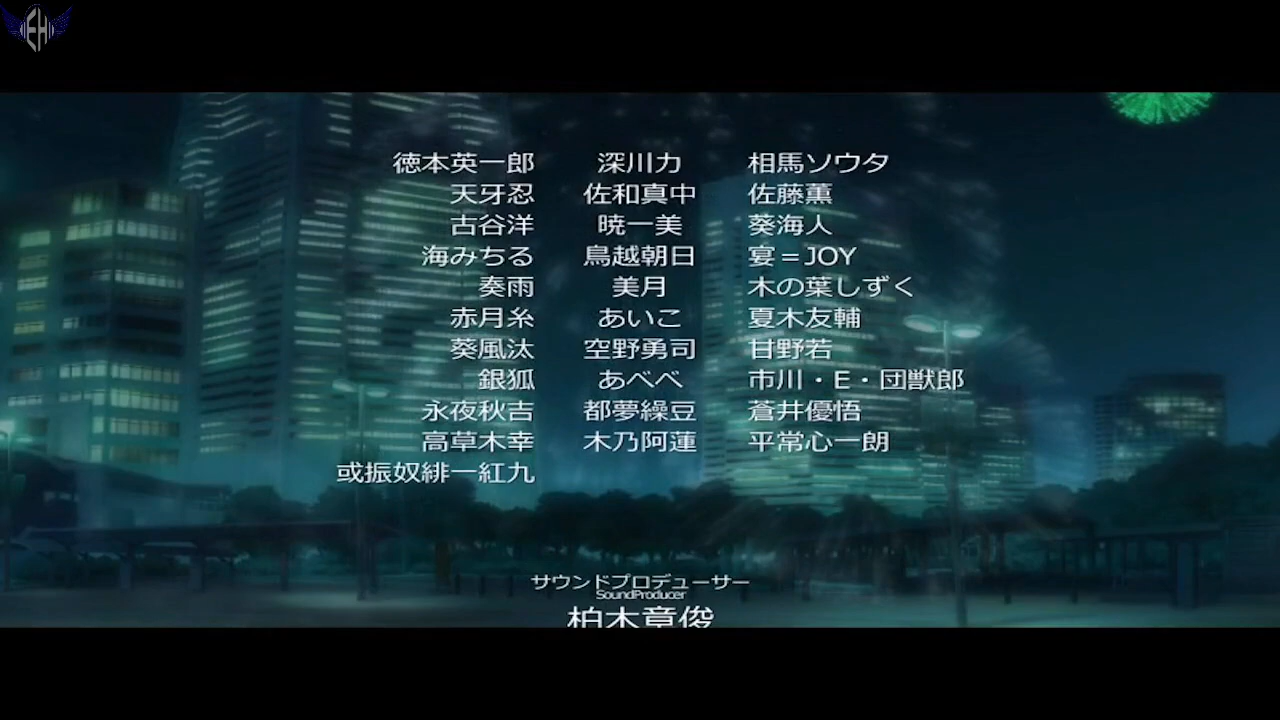 EH
徳本英一郎 深川力 相馬ソウタ
天牙忍 佐和真中 佐藤薫
古谷洋 暁一美 葵海人
海みちる 鳥越朝日 宴=JOY
奏雨 美月 木の葉しずく
赤月糸 あいこ 夏木友輔
葵風汰 空野勇司 甘野若
銀狐 あべべ 市川・E・団獣郎
永夜秋吉 都夢繰豆 蒼井優悟
高草木幸 木乃阿蓮 平常心一朗
或振奴緋一紅九
サウンドプロデューサー
SoundProducer
柏木章俊